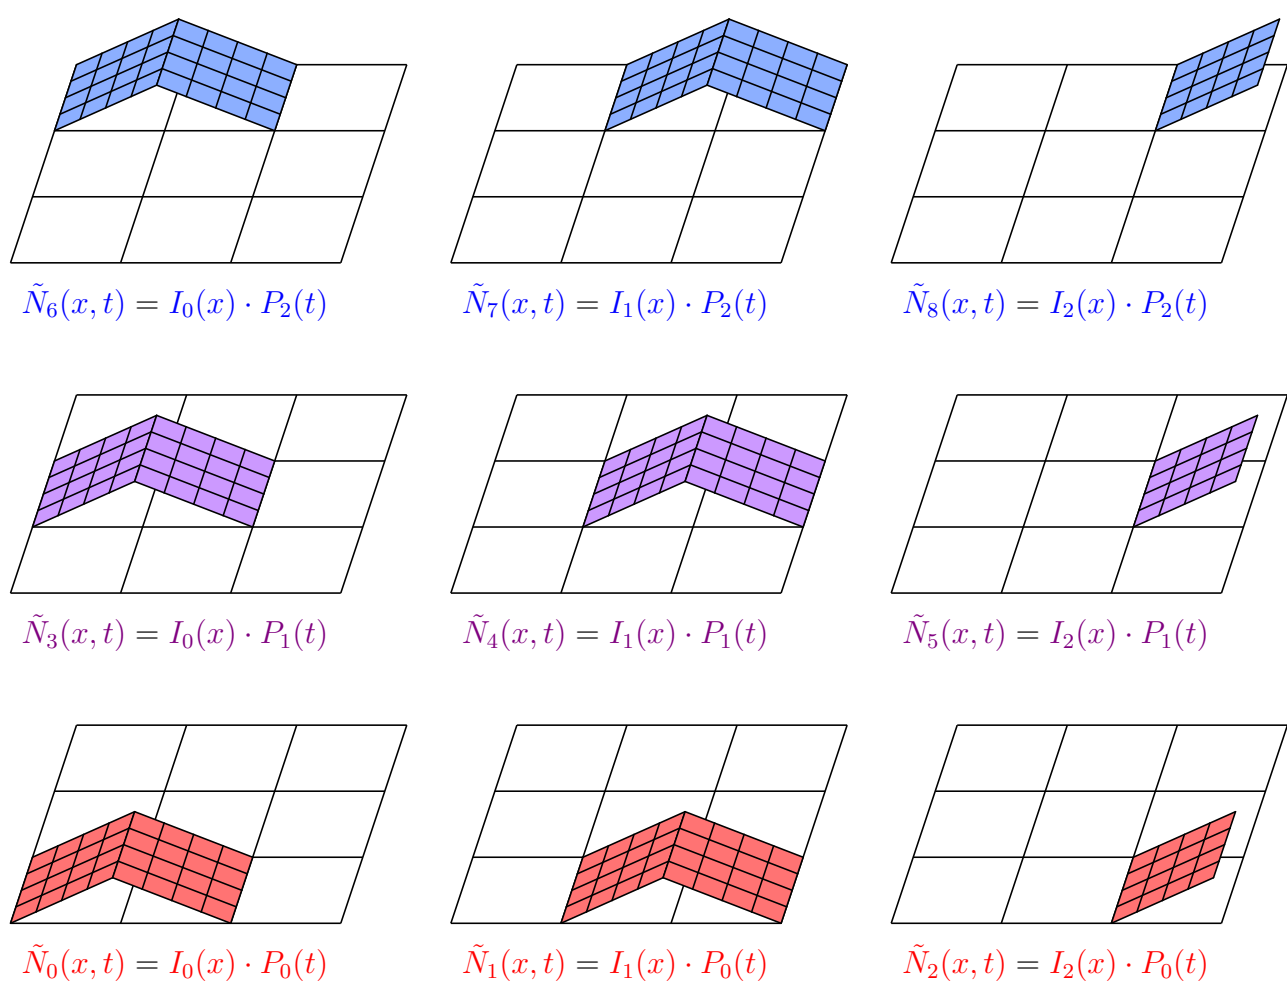 Ñ₆(x, t) = I₀(x) · P₂(t)
Ñ₇(x, t) = I₁(x) · P₂(t)
Ñ₈(x, t) = I₂(x) · P₂(t)
Ñ₃(x, t) = I₀(x) · P₁(t)
Ñ₄(x, t) = I₁(x) · P₁(t)
Ñ₅(x, t) = I₂(x) · P₁(t)
Ñ₀(x, t) = I₀(x) · P₀(t)
Ñ₁(x, t) = I₁(x) · P₀(t)
Ñ₂(x, t) = I₂(x) · P₀(t)